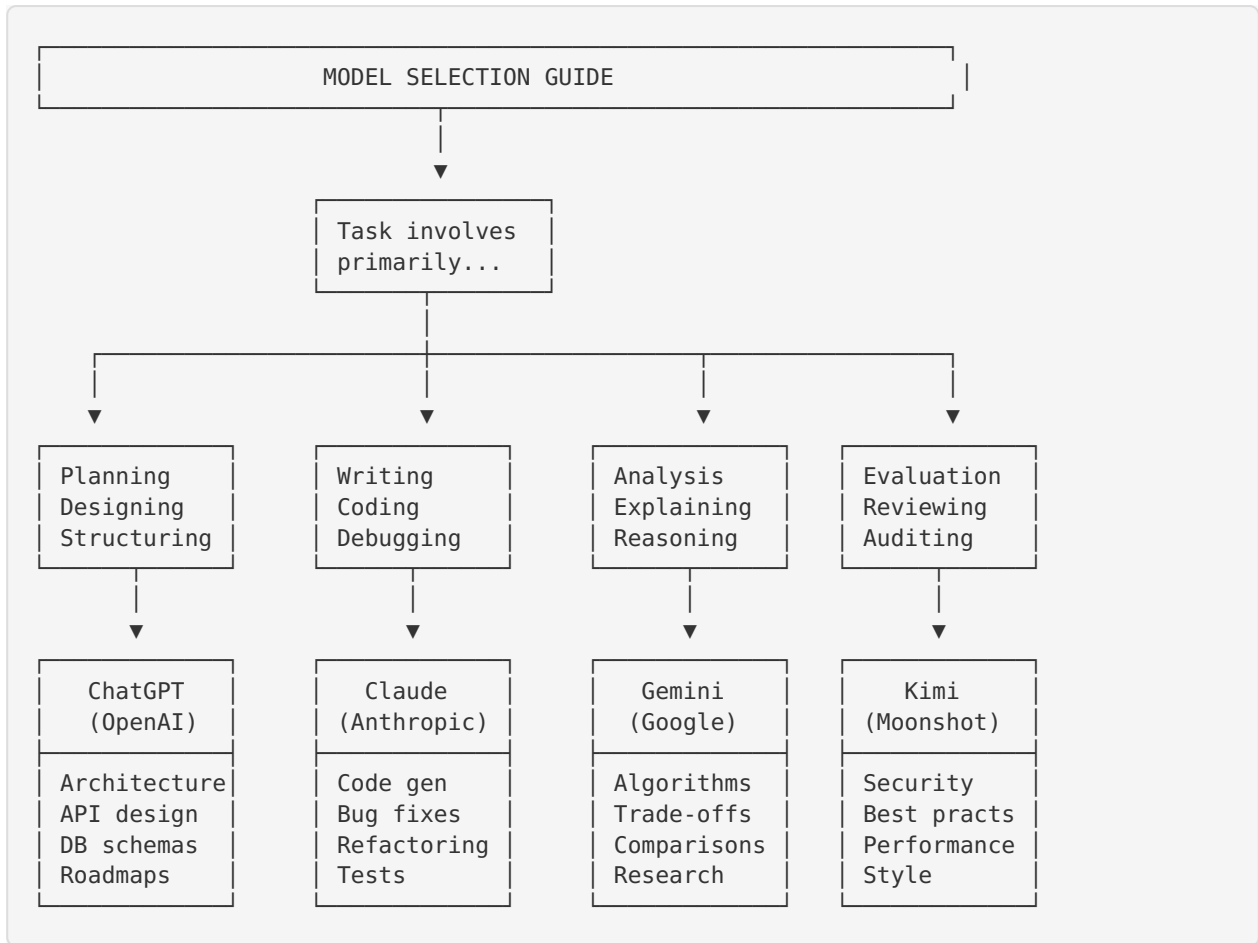 MODEL SELECTION GUIDE
Task involves
primarily...
Planning
Designing
Structuring
Writing
Coding
Debugging
Analysis
Explaining
Reasoning
Evaluation
Reviewing
Auditing
ChatGPT
(OpenAI)
Architecture
API design
DB schemas
Roadmaps
Claude
(Anthropic)
Code gen
Bug fixes
Refactoring
Tests
Gemini
(Google)
Algorithms
Trade-offs
Comparisons
Research
Kimi
(Moonshot)
Security
Best practs
Performance
Style